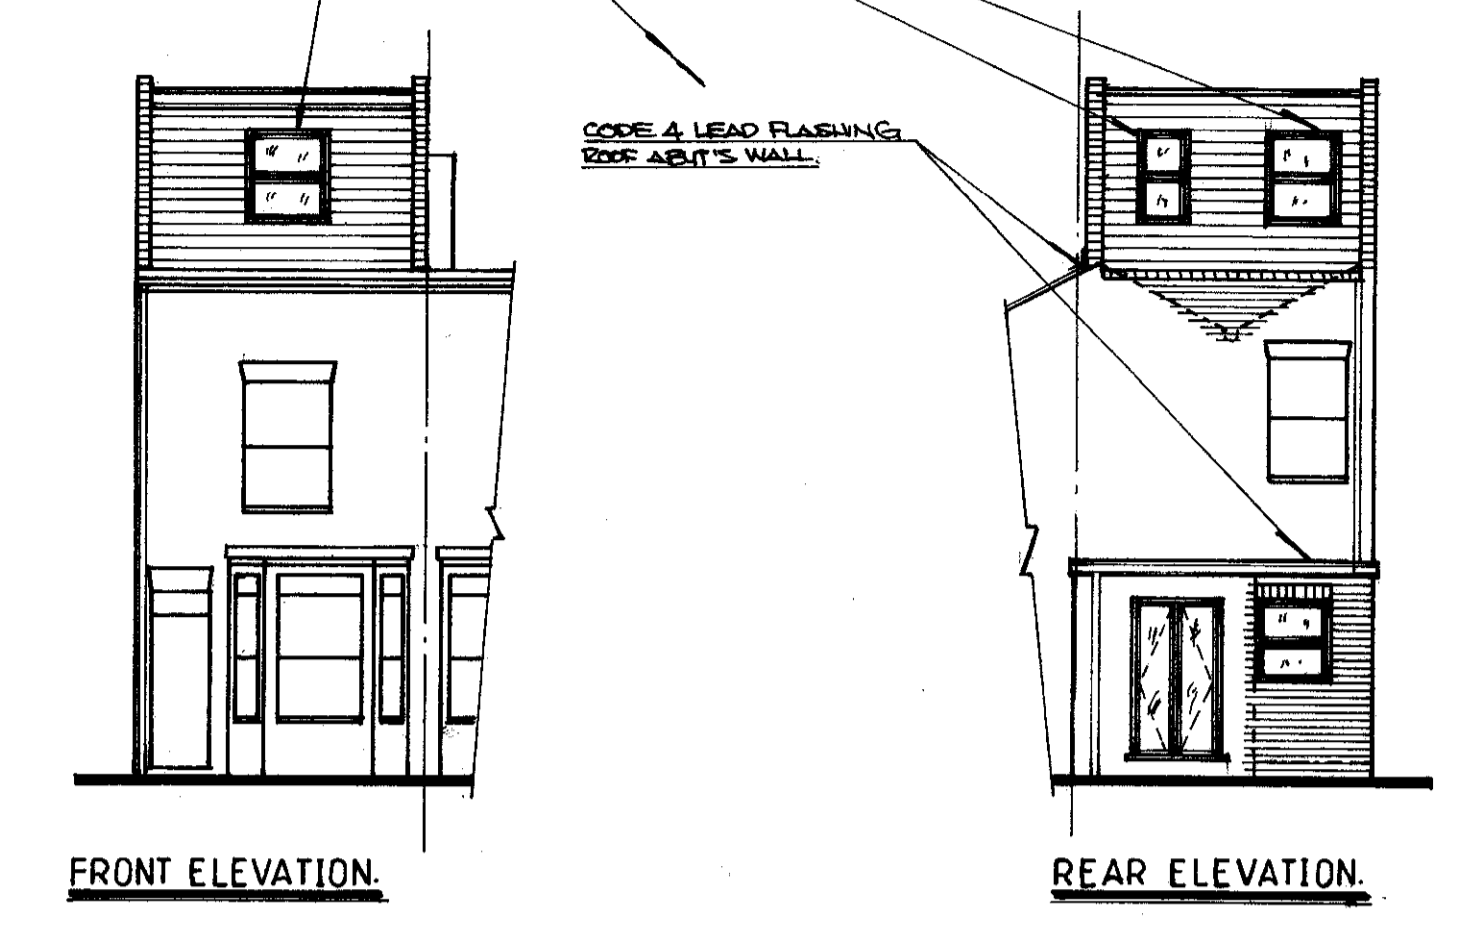 CODE 4 LEAD FLASHING
ROOF ABUT'S WALL.
FRONT ELEVATION.
REAR ELEVATION.